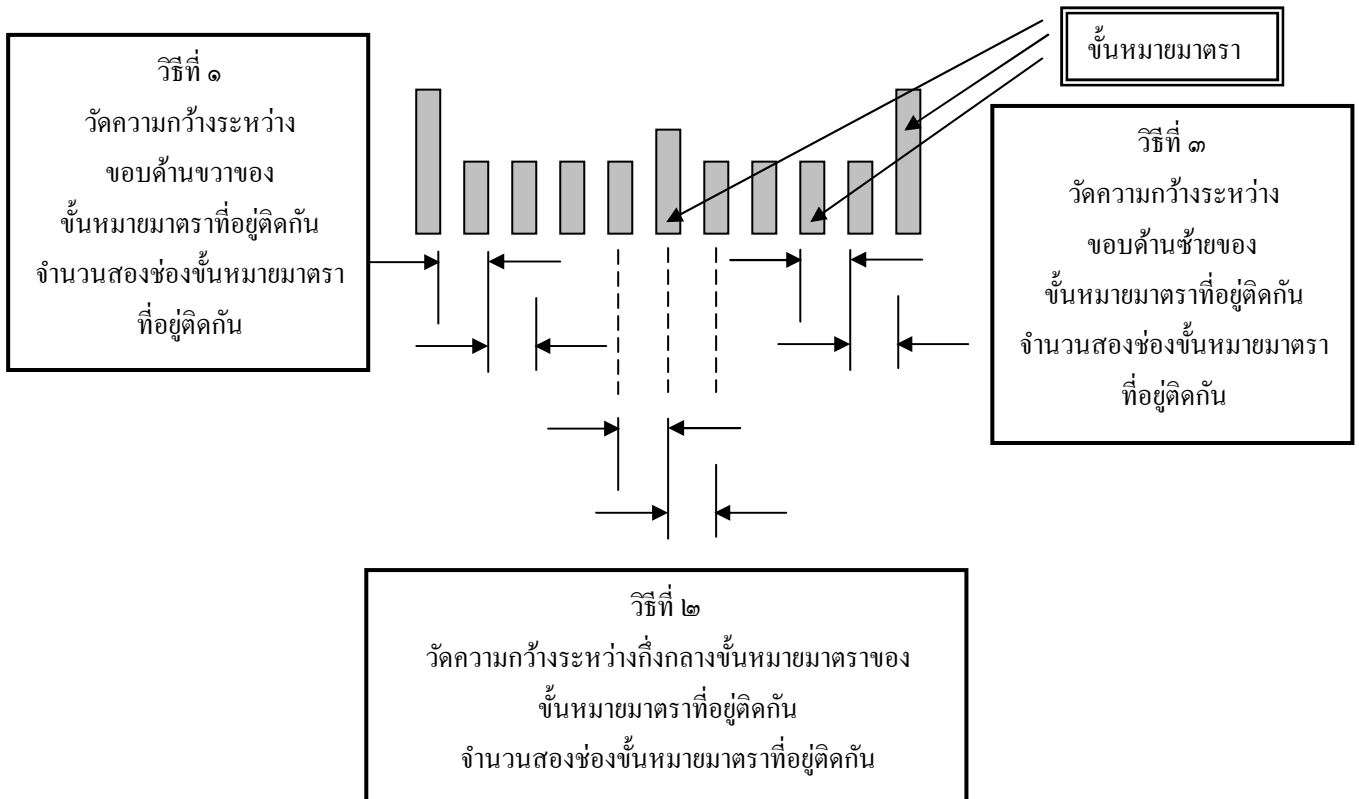 วิธีที่ ๑
วัดความกว้างระหว่าง
ขอบด้านขวาของ
ขั้นหมายมาตราที่อยู่ติดกัน
จำนวนสองช่องขั้นหมายมาตรา
ที่อยู่ติดกัน
ขั้นหมายมาตรา
วิธีที่ ๓
วัดความกว้างระหว่าง
ขอบด้านซ้ายของ
ขั้นหมายมาตราที่อยู่ติดกัน
จำนวนสองช่องขั้นหมายมาตรา
ที่อยู่ติดกัน
วิธีที่ ๒
วัดความกว้างระหว่างกึ่งกลางขั้นหมายมาตราของ
ขั้นหมายมาตราที่อยู่ติดกัน
จำนวนสองช่องขั้นหมายมาตราที่อยู่ติดกัน